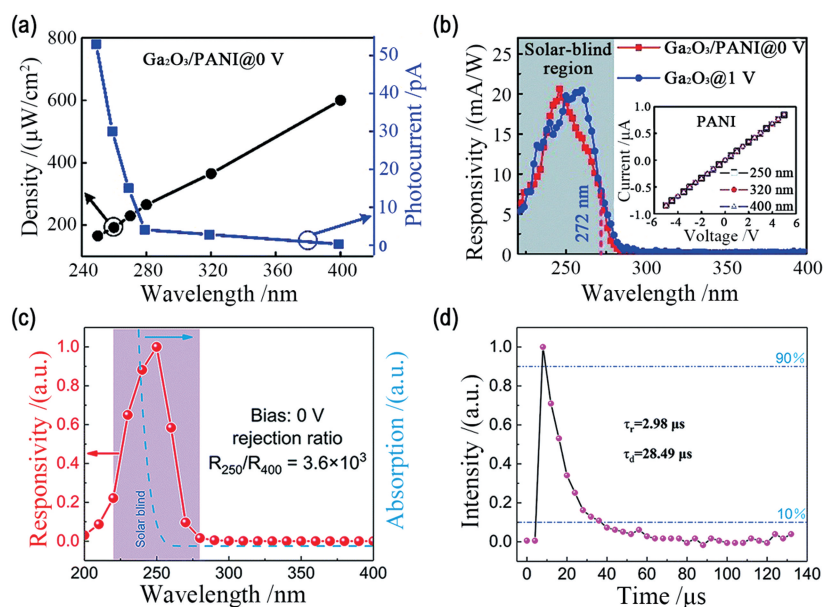 (a)
Ga₂O₃/PANI@0 V
Density /(μW/cm²)
800
600
400
200
Photocurrent /pA
50
40
30
20
10
0
240
280
320
360
400
Wavelength /nm
(b)
Solar-blind
region
Ga₂O₃/PANI@0 V
Ga₂O₃@1 V
Responsivity /(mA/W)
25
20
15
10
5
0
272 nm
250
300
350
400
Wavelength /nm
PANI
Current /μA
1.0
0.5
0.0
-0.5
-1.0
250 nm
320 nm
400 nm
-6
-4
-2
0
2
4
6
Voltage /V
(c)
Responsivity /(a.u.)
1.0
0.8
0.6
0.4
0.2
0.0
Solar blind
Bias: 0 V
rejection ratio
R₂₅₀/R₄₀₀ = 3.6×10³
Absorption /(a.u.)
200
250
300
350
400
Wavelength /nm
(d)
Intensity /(a.u.)
1.0
0.8
0.6
0.4
0.2
0.0
90%
τr=2.98 μs
τd=28.49 μs
10%
0
20
40
60
80
100
120
140
Time /μs